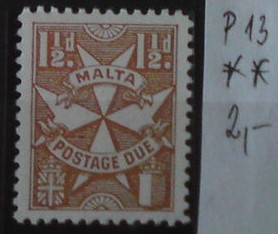 1½d. 1½d.
MALTA
POSTAGE DUE
P 13
**
2,-